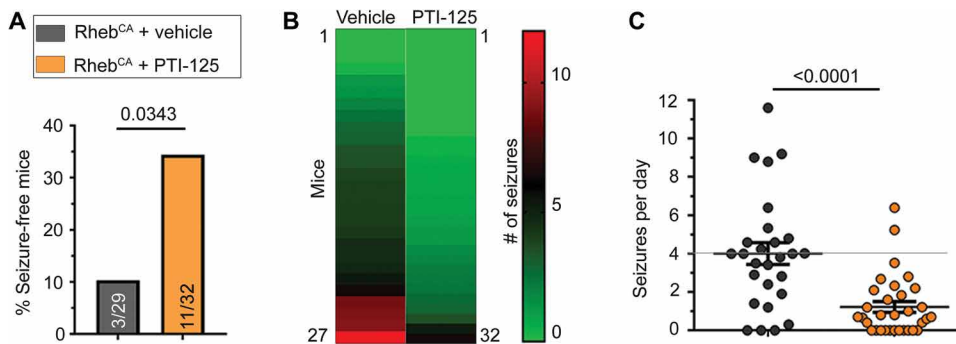 A
Rheb^CA + vehicle
Rheb^CA + PTI-125
0.0343
% Seizure-free mice
40
30
20
10
0
3/29
11/32
B
Vehicle PTI-125
1 1
Mice
27 32
# of seizures
10
5
0
C
<0.0001
Seizures per day
12
10
8
6
4
2
0